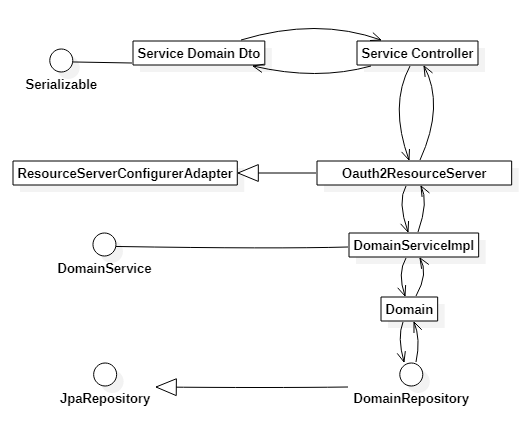 Service Domain Dto
Service Controller
Serializable
ResourceServerConfigurerAdapter
Oauth2ResourceServer
DomainService
DomainServiceImpl
Domain
JpaRepository
DomainRepository